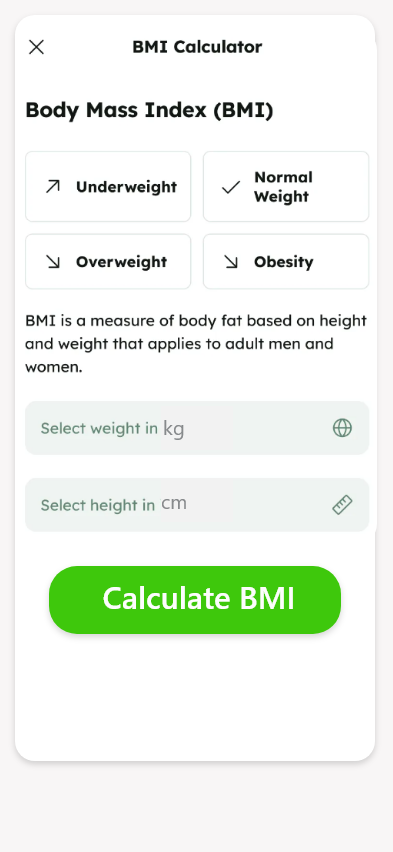 BMI Calculator
Body Mass Index (BMI)
Underweight
Normal
Weight
Overweight
Obesity
BMI is a measure of body fat based on height
and weight that applies to adult men and
women.
Select weight in kg
Select height in cm
Calculate BMI